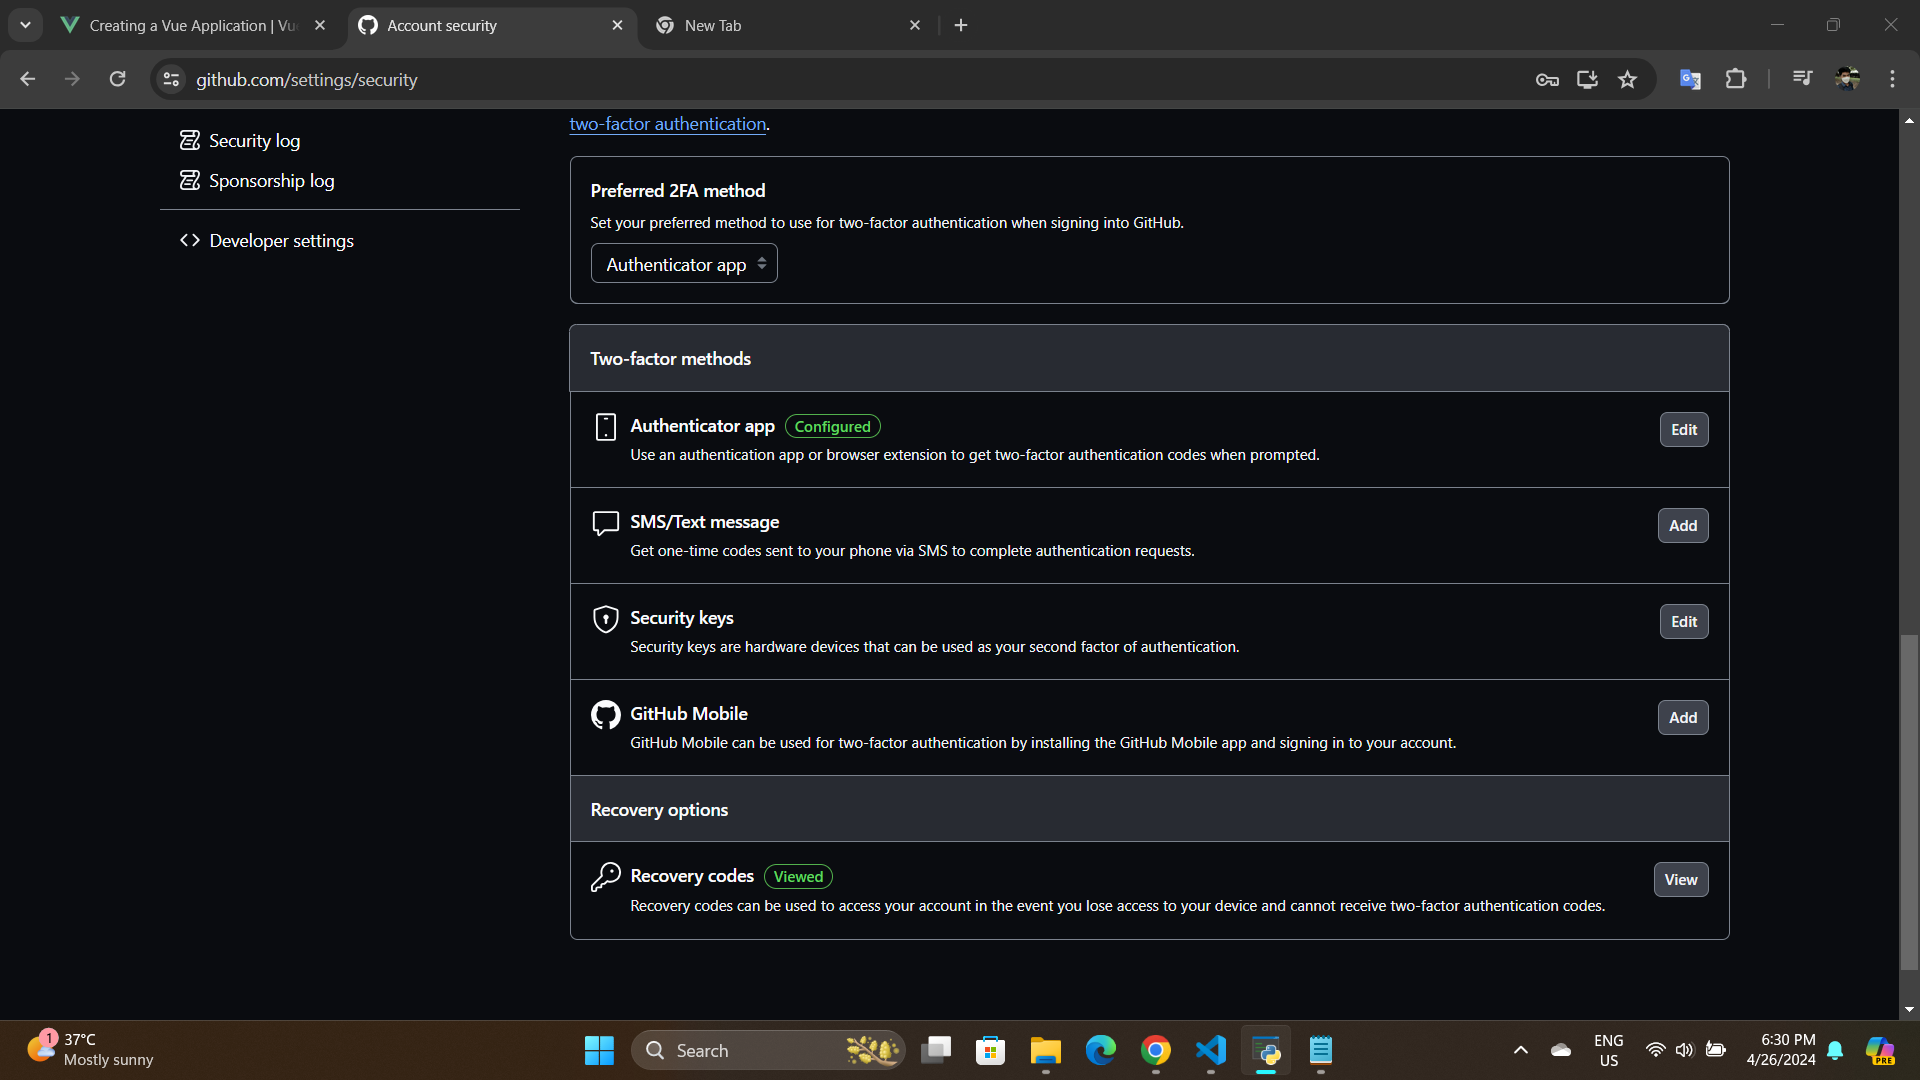 Creating a Vue Application | Vu
Account security
New Tab
github.com/settings/security
two-factor authentication.
Security log
Sponsorship log
Developer settings
Preferred 2FA method
Set your preferred method to use for two-factor authentication when signing into GitHub.
Authenticator app
Two-factor methods
Authenticator app Configured
Edit
Use an authentication app or browser extension to get two-factor authentication codes when prompted.
SMS/Text message
Add
Get one-time codes sent to your phone via SMS to complete authentication requests.
Security keys
Edit
Security keys are hardware devices that can be used as your second factor of authentication.
GitHub Mobile
Add
GitHub Mobile can be used for two-factor authentication by installing the GitHub Mobile app and signing in to your account.
Recovery options
Recovery codes Viewed
View
Recovery codes can be used to access your account in the event you lose access to your device and cannot receive two-factor authentication codes.
1
37°C
Mostly sunny
Search
ENG
US
6:30 PM
4/26/2024
PRE